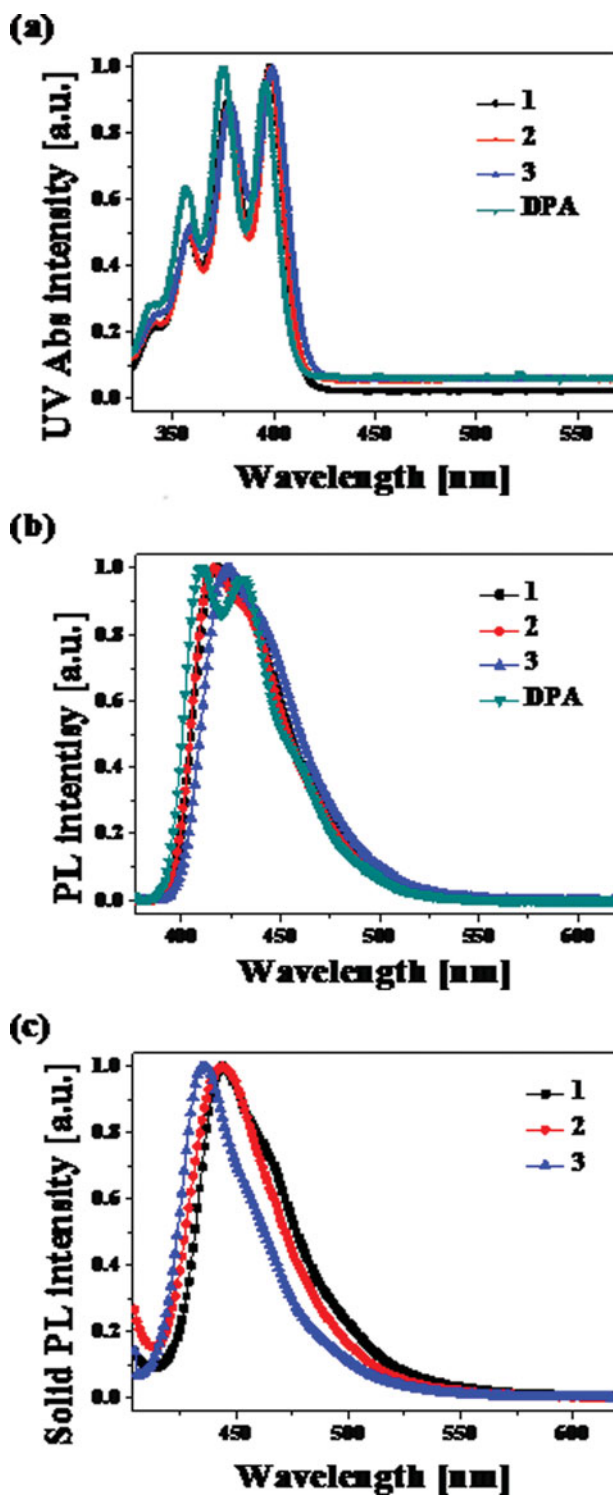 (a)
UV Abs intensity [a.u.]
1.0
0.8
0.6
0.4
0.2
0.0
1
2
3
DPA
350 400 450 500 550
Wavelength [nm]
(b)
PL intentisy [a.u.]
1.0
0.8
0.6
0.4
0.2
0.0
1
2
3
DPA
400 450 500 550 600
Wavelength [nm]
(c)
Solid PL intensity [a.u.]
1.0
0.8
0.6
0.4
0.2
0.0
1
2
3
450 500 550 600
Wavelength [nm]